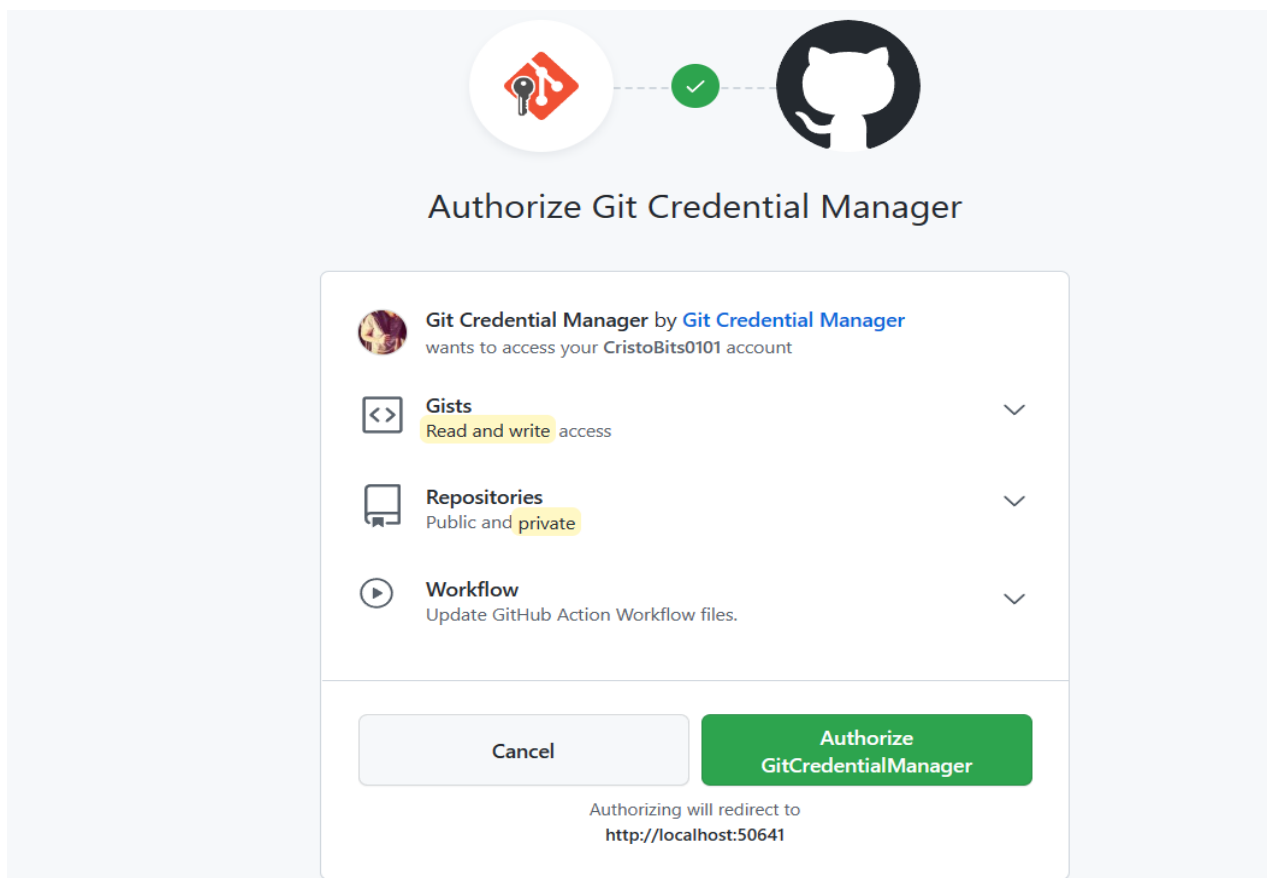 Authorize Git Credential Manager
Git Credential Manager by Git Credential Manager
wants to access your CristoBits0101 account
Gists
Read and write access
Repositories
Public and private
Workflow
Update GitHub Action Workflow files.
Cancel
Authorize
GitCredentialManager
Authorizing will redirect to
http://localhost:50641